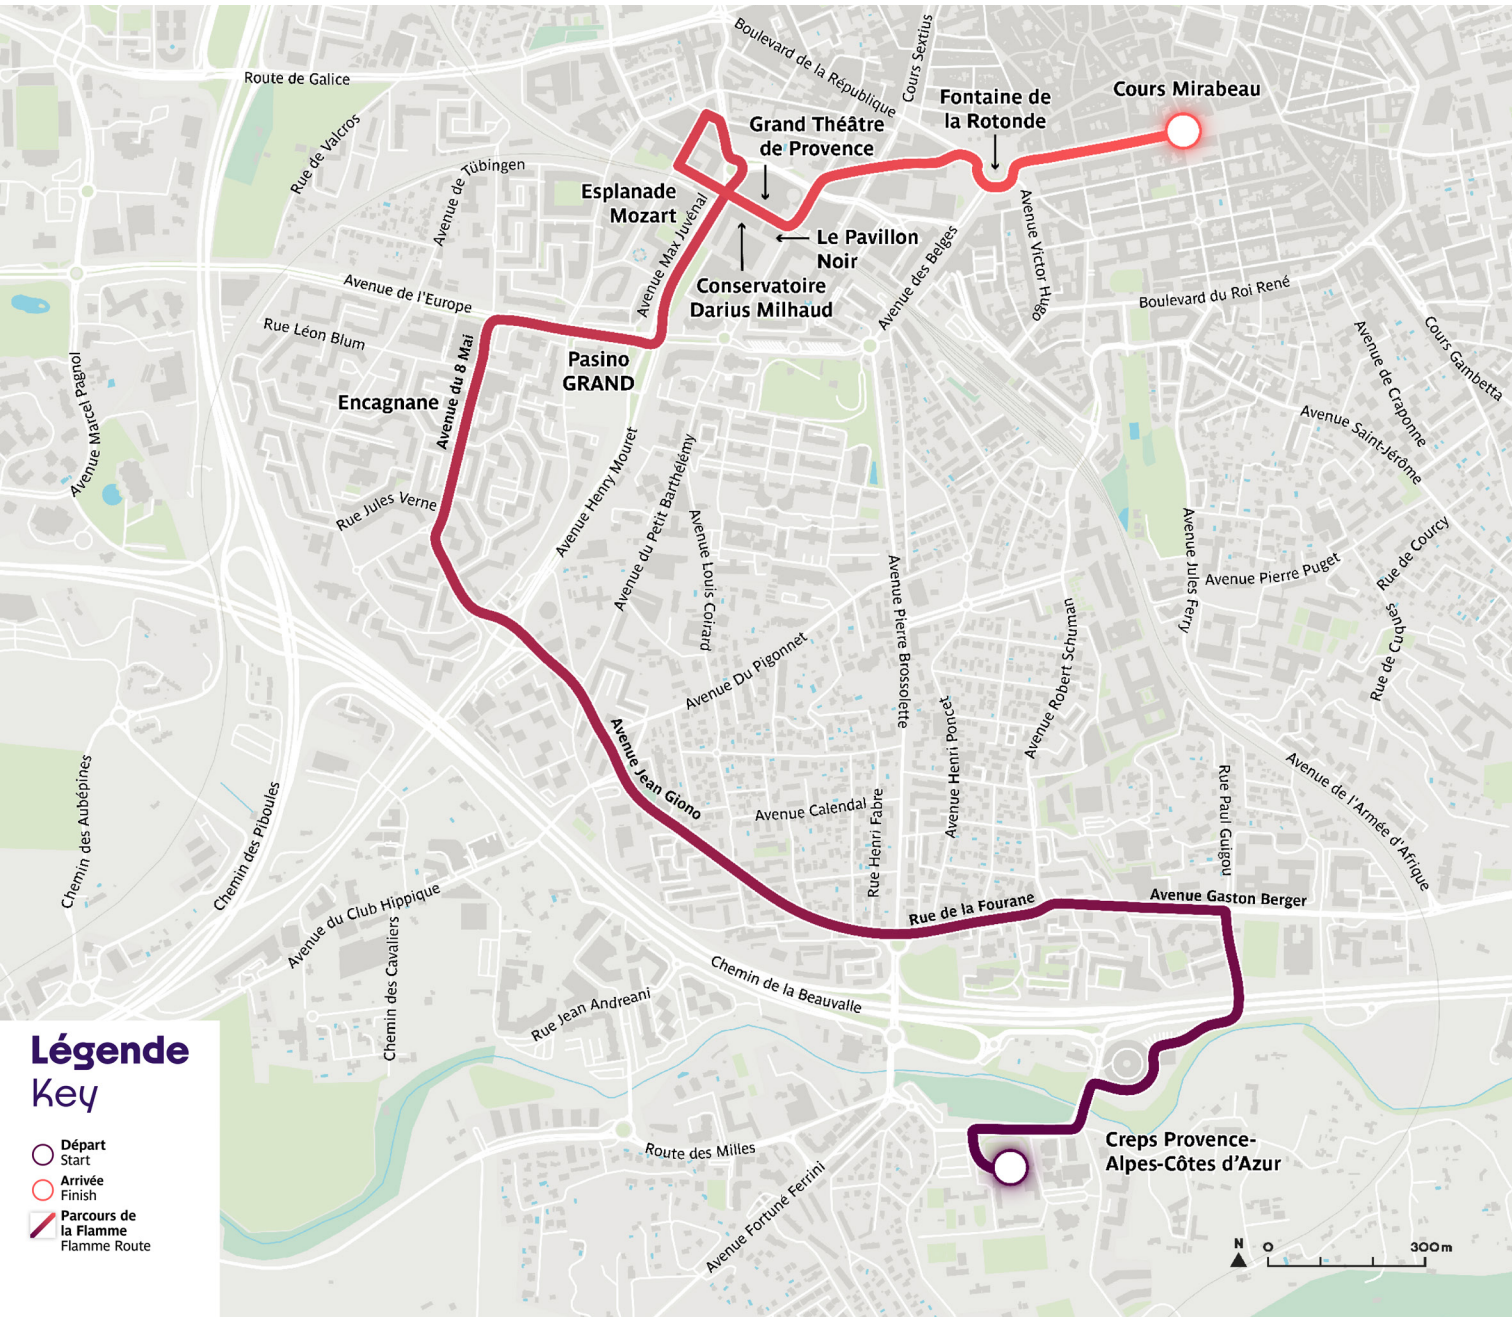 Boulevard de la République
Cours Sextius
Route de Galice
Rue de Valcros
Avenue de Tübingen
Cours Mirabeau
Fontaine de
la Rotonde
Grand Théâtre
de Provence
Esplanade
Mozart
Avenue Max Juvénal
Le Pavillon
Noir
Conservatoire
Darius Milhaud
Avenue des Belges
Avenue Victor Hugo
Boulevard du Roi René
Avenue de l'Europe
Rue Léon Blum
Avenue Marcel Pagnol
Avenue du 8 Mai
Encagnane
Pasino
GRAND
Cours Gambetta
Avenue de Craponne
Avenue Saint-Jérôme
Rue Jules Verne
Avenue Henry Mouret
Avenue du Petit Barthélémy
Avenue Louis Coirard
Avenue Pierre Brossolette
Avenue Jules Ferry
Avenue Pierre Puget
Rue de Courcy
Rue de Cuques
Avenue Du Pigonnet
Avenue Robert Schuman
Avenue Henri Poncet
Avenue Jean Giono
Avenue Calendal
Rue Henri Fabre
Rue Paul Guigou
Avenue de l'Armée d'Afrique
Chemin des Aubépines
Chemin des Piboules
Avenue du Club Hippique
Chemin des Cavaliers
Rue de la Fourane
Avenue Gaston Berger
Chemin de la Beauvalle
Rue Jean Andreani
Route des Milles
Avenue Fortuné Ferrini
Creps Provence-
Alpes-Côtes d'Azur
Légende
Key
Départ
Start
Arrivée
Finish
Parcours de
la Flamme
Flamme Route
N 0 300m